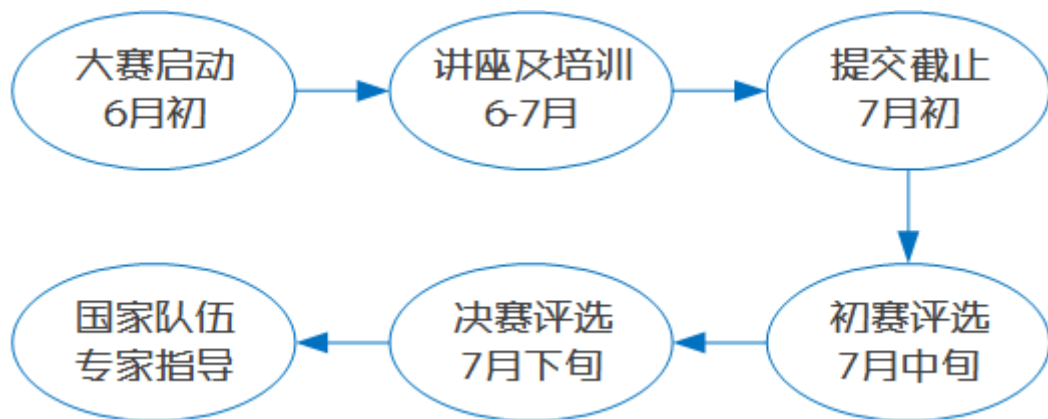 大赛启动
6月初
讲座及培训
6-7月
提交截止
7月初
初赛评选
7月中旬
决赛评选
7月下旬
国家队伍
专家指导